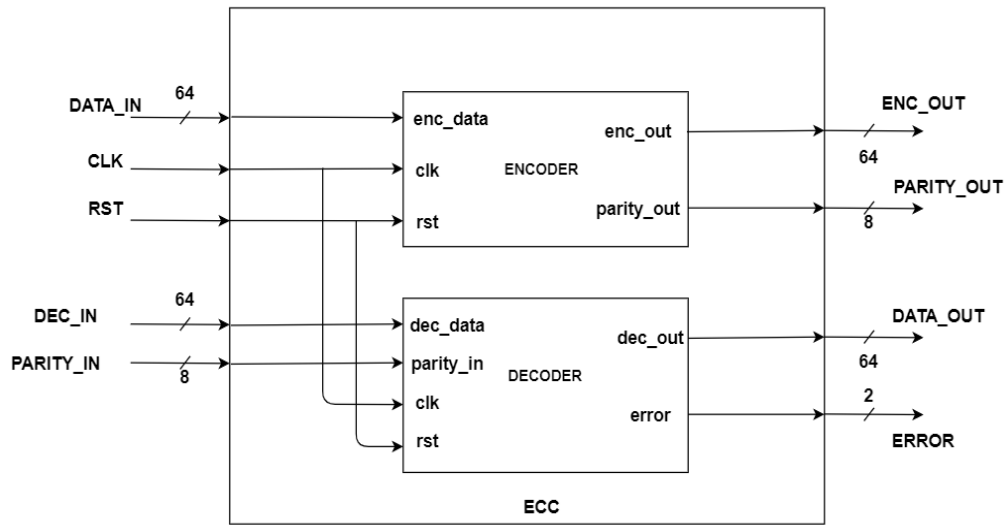 64
DATA_IN
enc_data
enc_out
ENC_OUT
64
CLK
clk
ENCODER
PARITY_OUT
RST
rst
parity_out
8
64
DEC_IN
dec_data
dec_out
DATA_OUT
64
PARITY_IN
8
parity_in
DECODER
clk
error
2
rst
ERROR
ECC